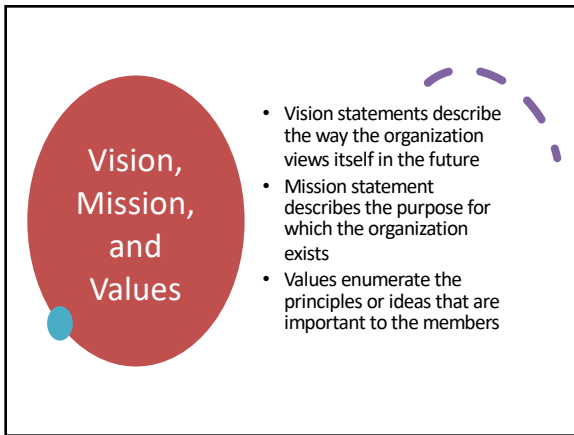 Vision,
Mission,
and
Values
• Vision statements describe
the way the organization
views itself in the future
• Mission statement
describes the purpose for
which the organization
exists
• Values enumerate the
principles or ideas that are
important to the members